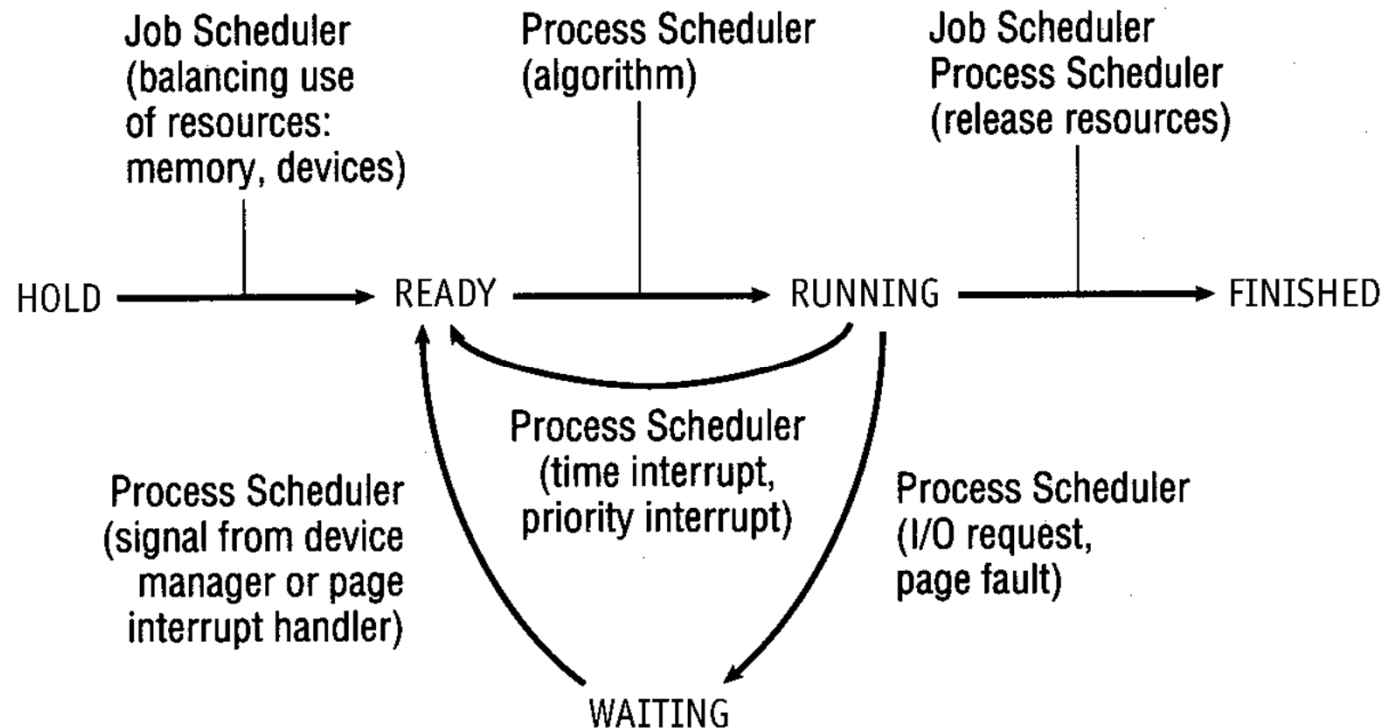 Job Scheduler
(balancing use
of resources:
memory, devices)
Process Scheduler
(algorithm)
Job Scheduler
Process Scheduler
(release resources)
HOLD
READY
RUNNING
FINISHED
Process Scheduler
(time interrupt,
priority interrupt)
Process Scheduler
(signal from device
manager or page
interrupt handler)
Process Scheduler
(I/O request,
page fault)
WAITING